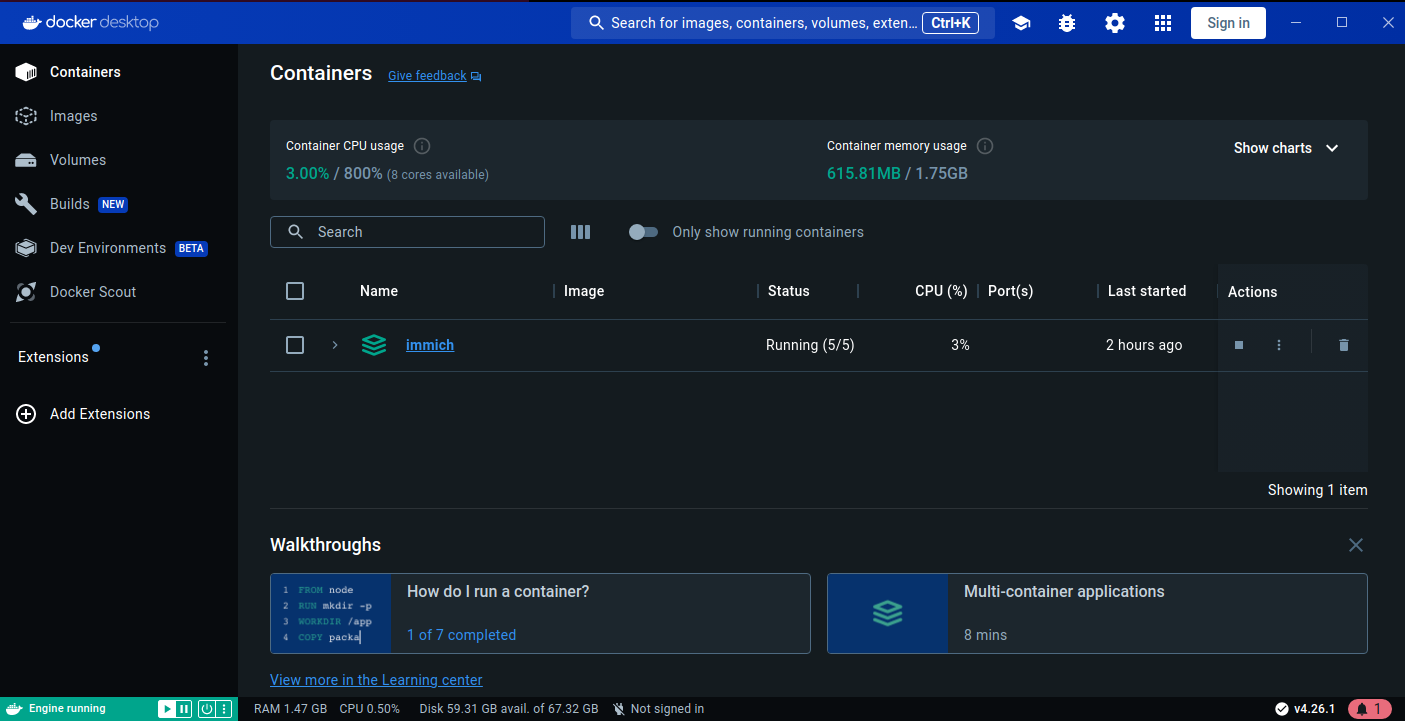 docker desktop
Search for images, containers, volumes, exten... Ctrl+K
Sign in
Containers
Images
Volumes
Builds NEW
Dev Environments BETA
Docker Scout
Extensions
Add Extensions
Containers Give feedback
Container CPU usage
3.00% / 800% (8 cores available)
Container memory usage
615.81MB / 1.75GB
Show charts
Search
Only show running containers
Name Image Status CPU (%) Port(s) Last started Actions
immich Running (5/5) 3% 2 hours ago
Showing 1 item
Walkthroughs
1 FROM node
2 RUN mkdir -p
3 WORKDIR /app
4 COPY packa
How do I run a container?
1 of 7 completed
Multi-container applications
8 mins
View more in the Learning center
Engine running
RAM 1.47 GB CPU 0.50% Disk 59.31 GB avail. of 67.32 GB Not signed in
v4.26.1
1